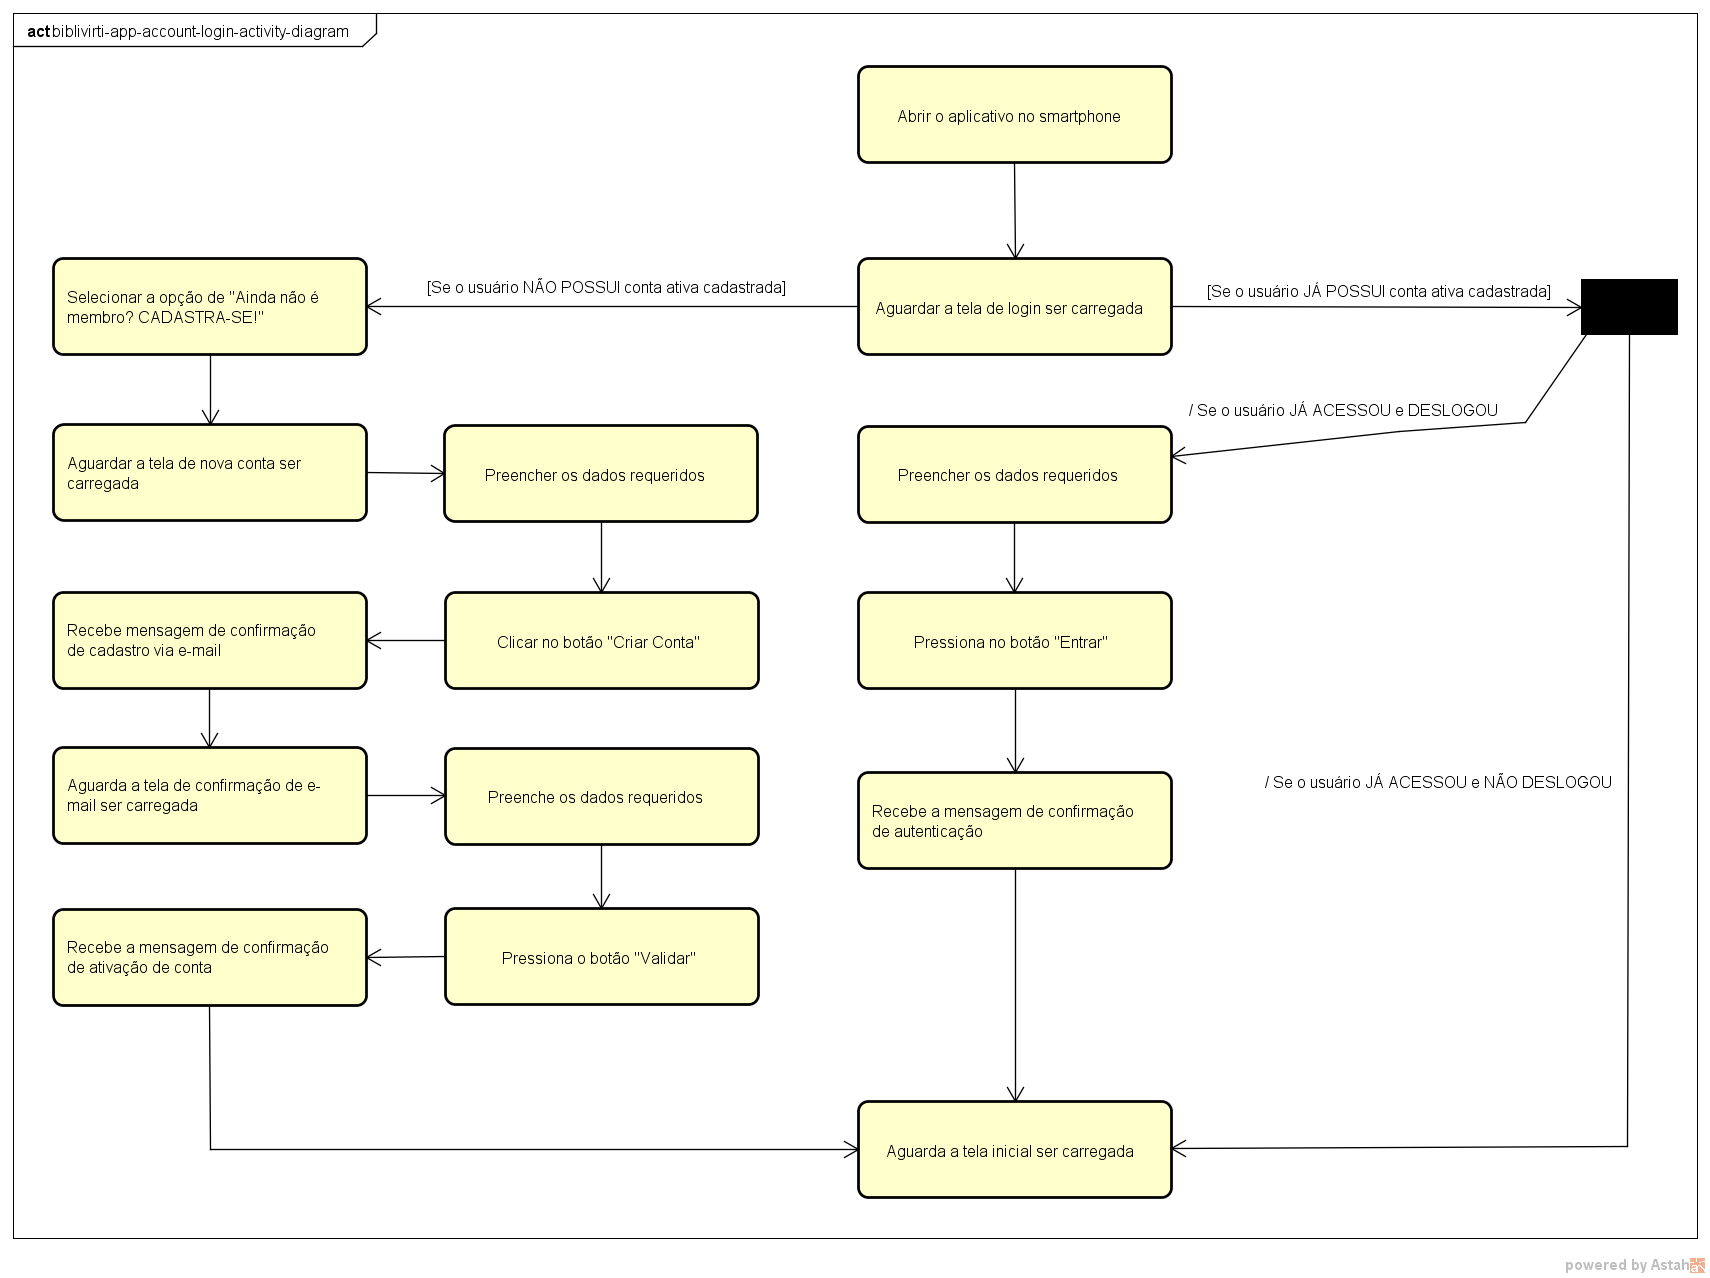 act biblivirti-app-account-login-activity-diagram
Abrir o aplicativo no smartphone
Selecionar a opção de "Ainda não é
membro? CADASTRA-SE!"
[Se o usuário NÃO POSSUI conta ativa cadastrada]
Aguardar a tela de login ser carregada
[Se o usuário JÁ POSSUI conta ativa cadastrada]
/ Se o usuário JÁ ACESSOU e DESLOGOU
Aguardar a tela de nova conta ser
carregada
Preencher os dados requeridos
Preencher os dados requeridos
Recebe mensagem de confirmação
de cadastro via e-mail
Clicar no botão "Criar Conta"
Pressiona no botão "Entrar"
Aguarda a tela de confirmação de e-
mail ser carregada
Preenche os dados requeridos
Recebe a mensagem de confirmação
de autenticação
/ Se o usuário JÁ ACESSOU e NÃO DESLOGOU
Recebe a mensagem de confirmação
de ativação de conta
Pressiona o botão "Validar"
Aguarda a tela inicial ser carregada
powered by Astah